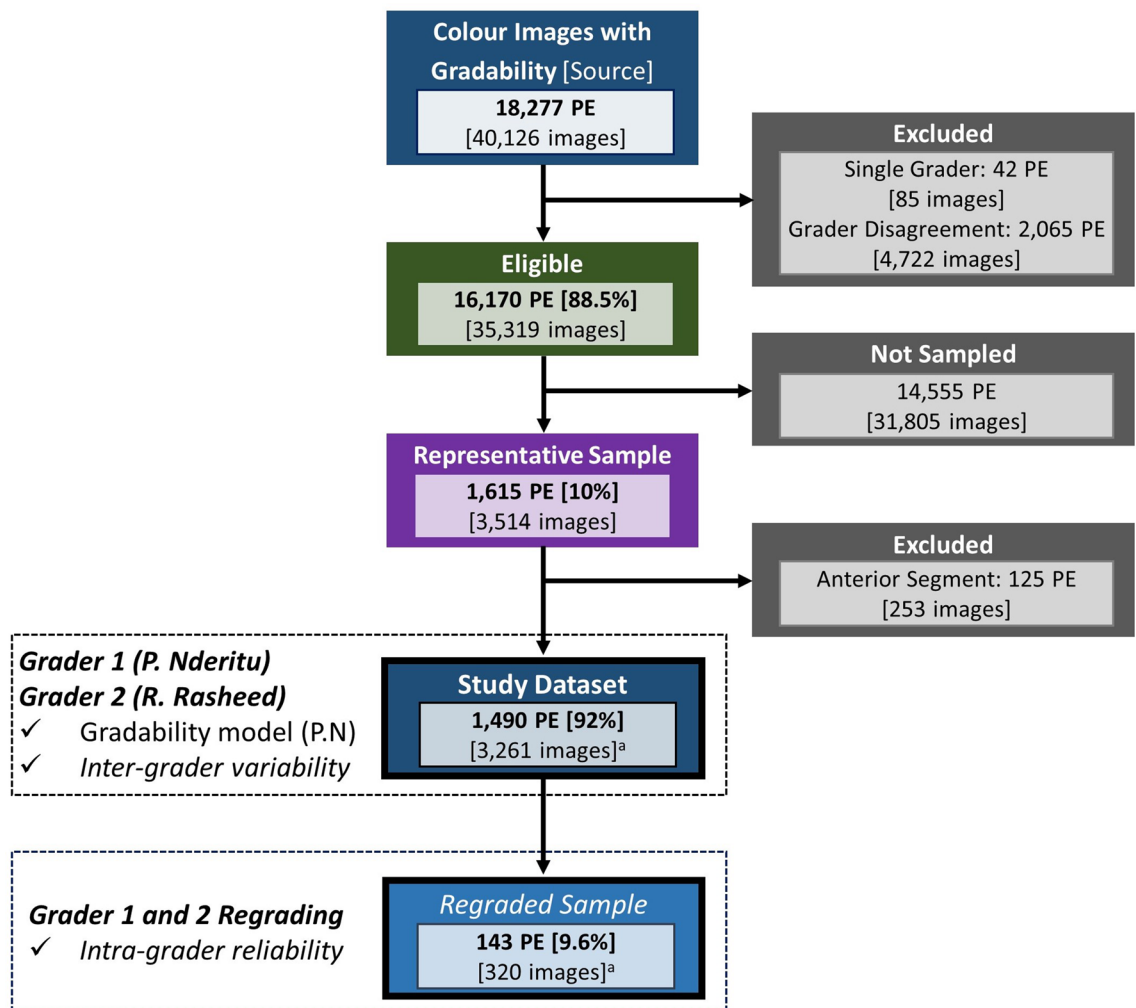 Colour Images with
Gradability [Source]
18,277 PE
[40,126 images]
Excluded
Single Grader: 42 PE
[85 images]
Grader Disagreement: 2,065 PE
[4,722 images]
Eligible
16,170 PE [88.5%]
[35,319 images]
Not Sampled
14,555 PE
[31,805 images]
Representative Sample
1,615 PE [10%]
[3,514 images]
Excluded
Anterior Segment: 125 PE
[253 images]
Grader 1 (P. Nderitu)
Grader 2 (R. Rasheed)
✓ Gradability model (P.N)
✓ Inter-grader variability
Study Dataset
1,490 PE [92%]
[3,261 images]ᵃ
Grader 1 and 2 Regrading
✓ Intra-grader reliability
Regraded Sample
143 PE [9.6%]
[320 images]ᵃ